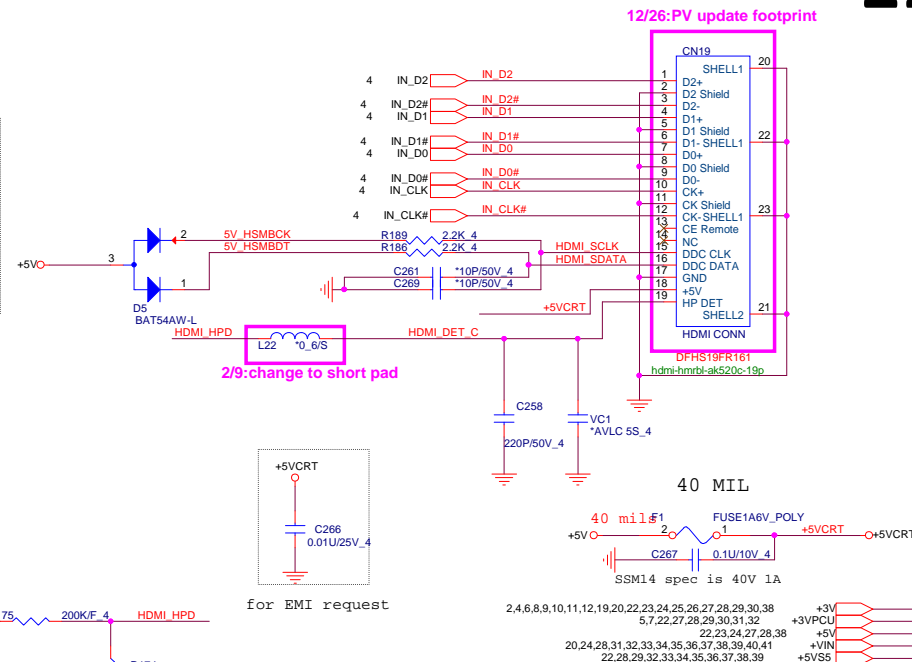 12/26:PV update footprint
CN19
SHELL1 20
4 IN_D2 IN_D2 1 D2+
2 D2 Shield
4 IN_D2# IN_D2# 3 D2-
4 IN_D1 IN_D1 4 D1+
5 D1 Shield
4 IN_D1# IN_D1# 6 D1- SHELL1 22
4 IN_D0 IN_D0 7 D0+
8 D0 Shield
4 IN_D0# IN_D0# 9 D0-
4 IN_CLK IN_CLK 10 CK+
11 CK Shield
4 IN_CLK# IN_CLK# 12 CK-SHELL1 23
13 CE Remote
14 NC
2 5V_HSMBCK R189 2.2K_4
5V_HSMBDT R186 2.2K_4
HDMI_SCLK 15 DDC CLK
HDMI_SDATA 16 DDC DATA
+5V 3
17 GND
C261 *10P/50V_4
C269 *10P/50V_4
18 +5V
1
19 HP DET
+5VCRT
SHELL2 21
D5
BAT54AW-L
HDMI_HPD
L22 *0_6/S
HDMI_DET_C
HDMI CONN
DFHS19FR161
hdmi-hmrbl-ak520c-19p
2/9:change to short pad
C258
220P/50V_4
VC1
*AVLC 5S_4
+5VCRT
C266
0.01U/25V_4
for EMI request
40 MIL
40 mils F1 FUSE1A6V_POLY
+5V 2 1 +5VCRT +5VCRT
C267 0.1U/10V_4
SSM14 spec is 40V 1A
75 200K/F_4 HDMI_HPD
2,4,6,8,9,10,11,12,19,20,22,23,24,25,26,27,28,29,30,38 +3V
5,7,22,27,28,29,30,31,32 +3VPCU
22,23,24,27,28,38 +5V
20,24,28,31,32,33,34,35,36,37,38,39,40,41 +VIN
22,28,29,32,33,34,35,36,37,38,39 +5VS5